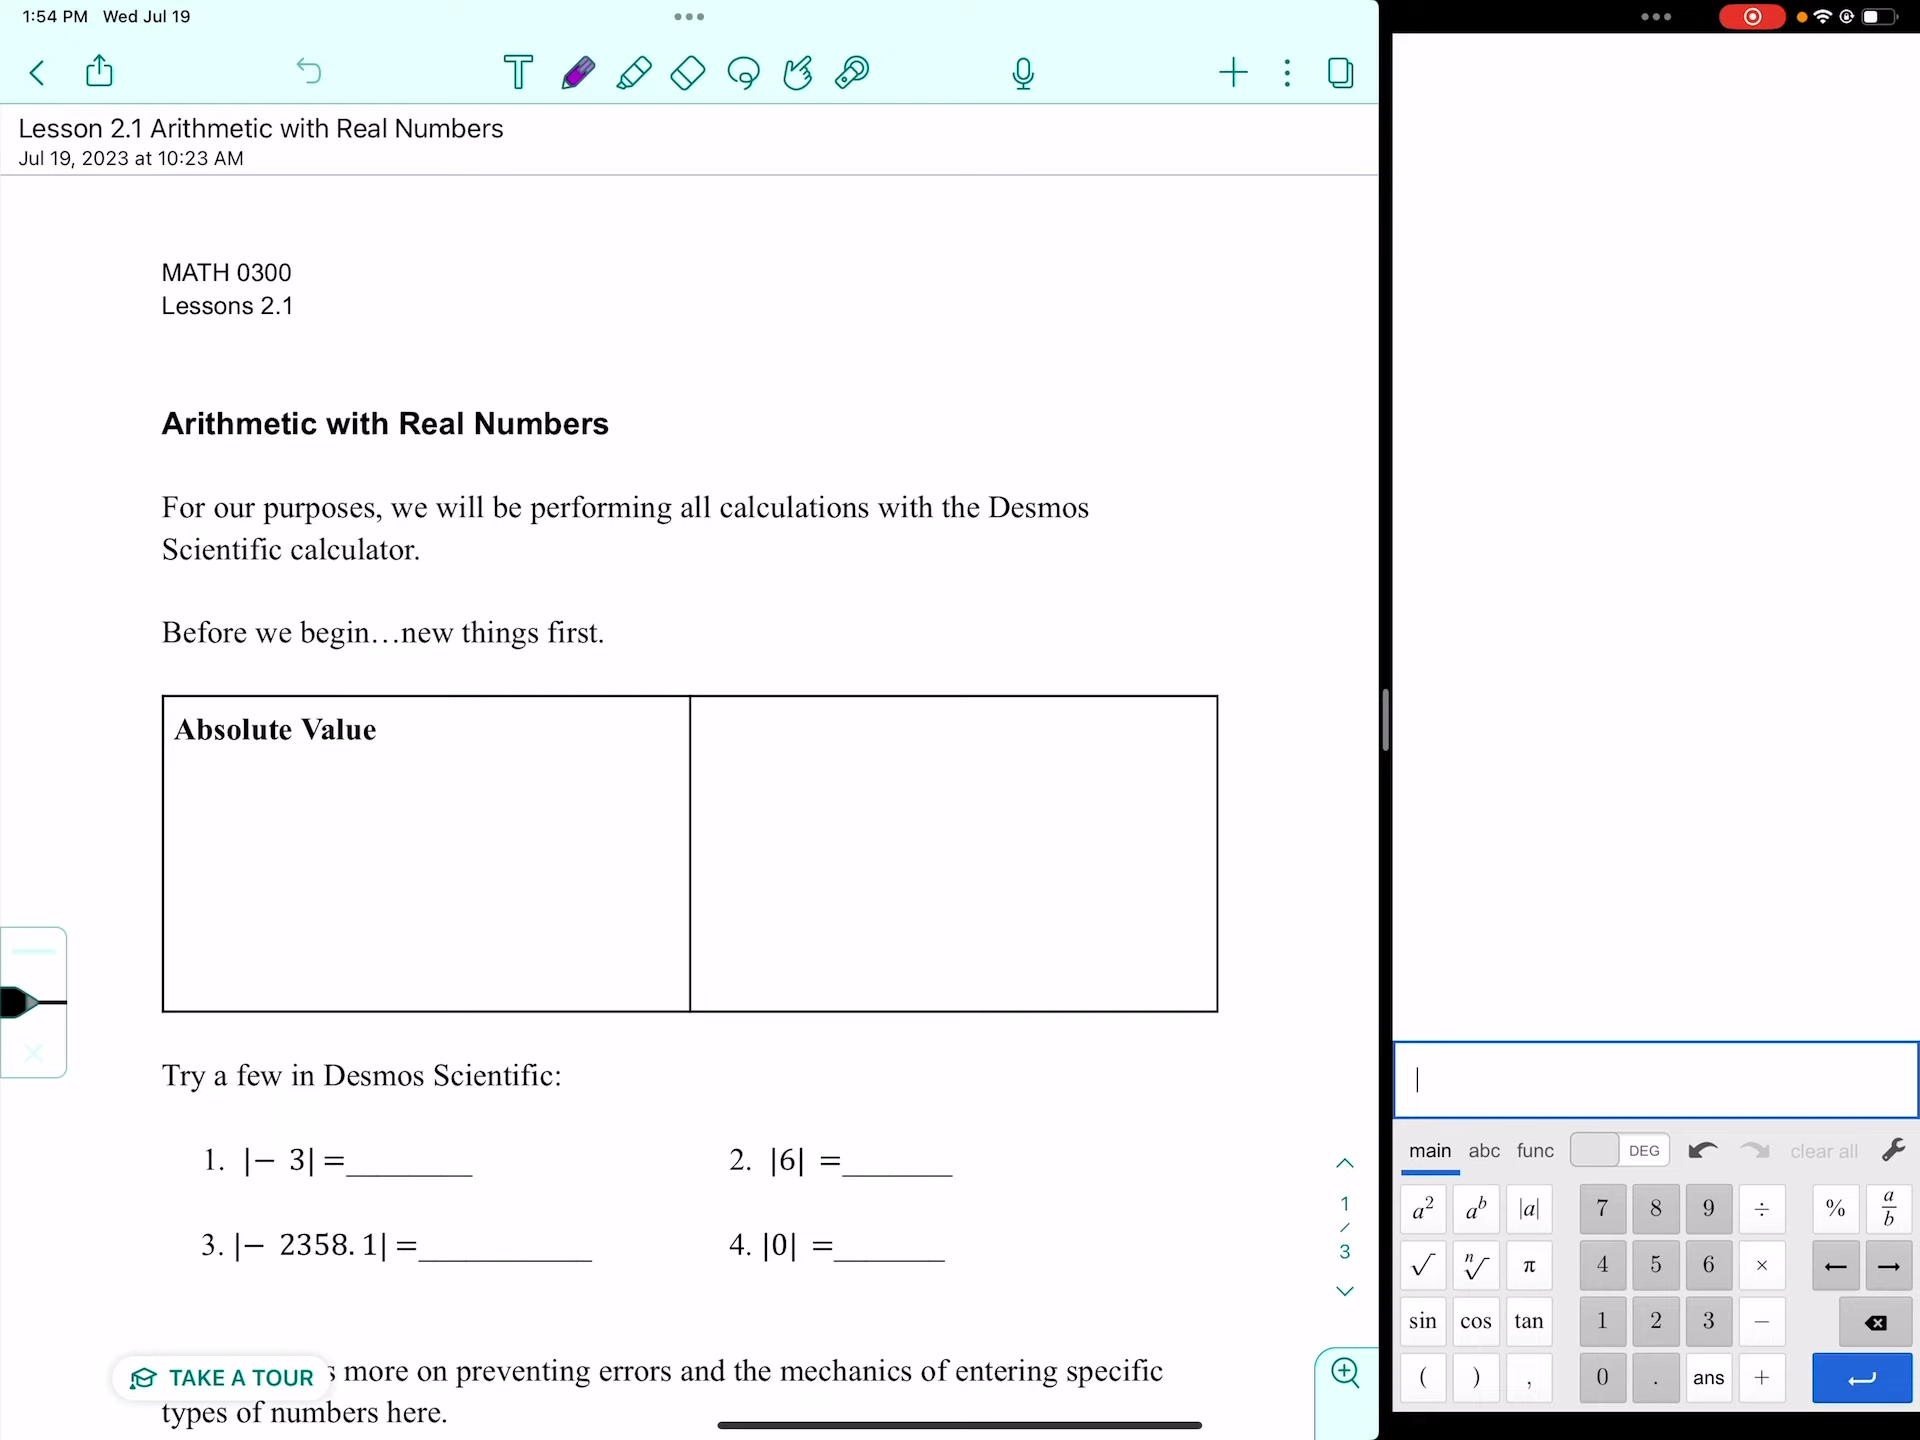 1:54 PM Wed Jul 19
Lesson 2.1 Arithmetic with Real Numbers
Jul 19, 2023 at 10:23 AM
MATH 0300
Lessons 2.1
Arithmetic with Real Numbers
For our purposes, we will be performing all calculations with the Desmos
Scientific calculator.
Before we begin…new things first.
Absolute Value
Try a few in Desmos Scientific:
1. |− 3| =________ 2. |6| =_______
3. |− 2358. 1| =___________ 4. |0| =_______
TAKE A TOUR
s more on preventing errors and the mechanics of entering specific
types of numbers here.
1
/
3
main abc func DEG clear all
a² aᵇ |a| 7 8 9 ÷ % a/b
√ ⁿ√ π 4 5 6 × ← →
sin cos tan 1 2 3 −
( ) , 0 . ans +